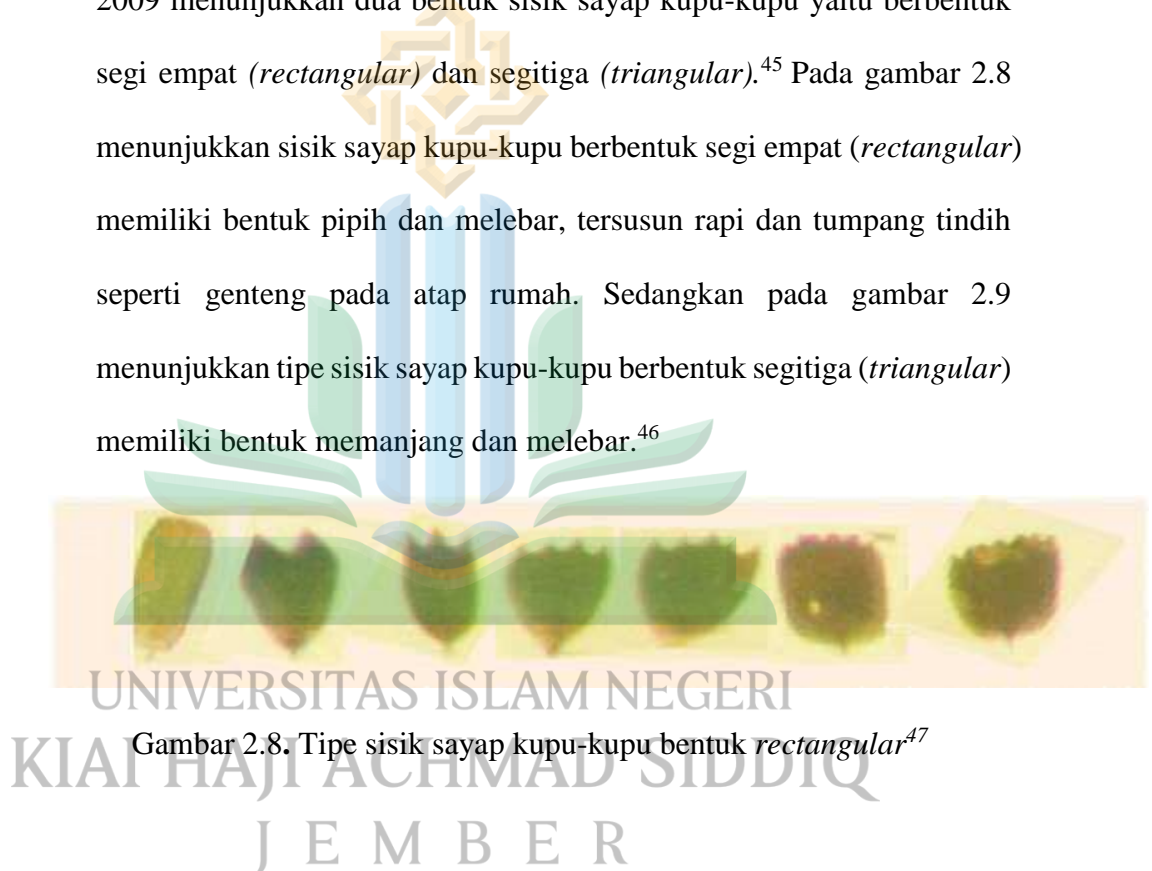 2009 menunjukkan dua bentuk sisik sayap kupu-kupu yaitu berbentuk
segi empat (rectangular) dan segitiga (triangular).45 Pada gambar 2.8
menunjukkan sisik sayap kupu-kupu berbentuk segi empat (rectangular)
memiliki bentuk pipih dan melebar, tersusun rapi dan tumpang tindih
seperti genteng pada atap rumah. Sedangkan pada gambar 2.9
menunjukkan tipe sisik sayap kupu-kupu berbentuk segitiga (triangular)
memiliki bentuk memanjang dan melebar.46
UNIVERSITAS ISLAM NEGERI
Gambar 2.8. Tipe sisik sayap kupu-kupu bentuk rectangular47
KIAI HAJI ACHMAD SIDDIQ
JEMBER